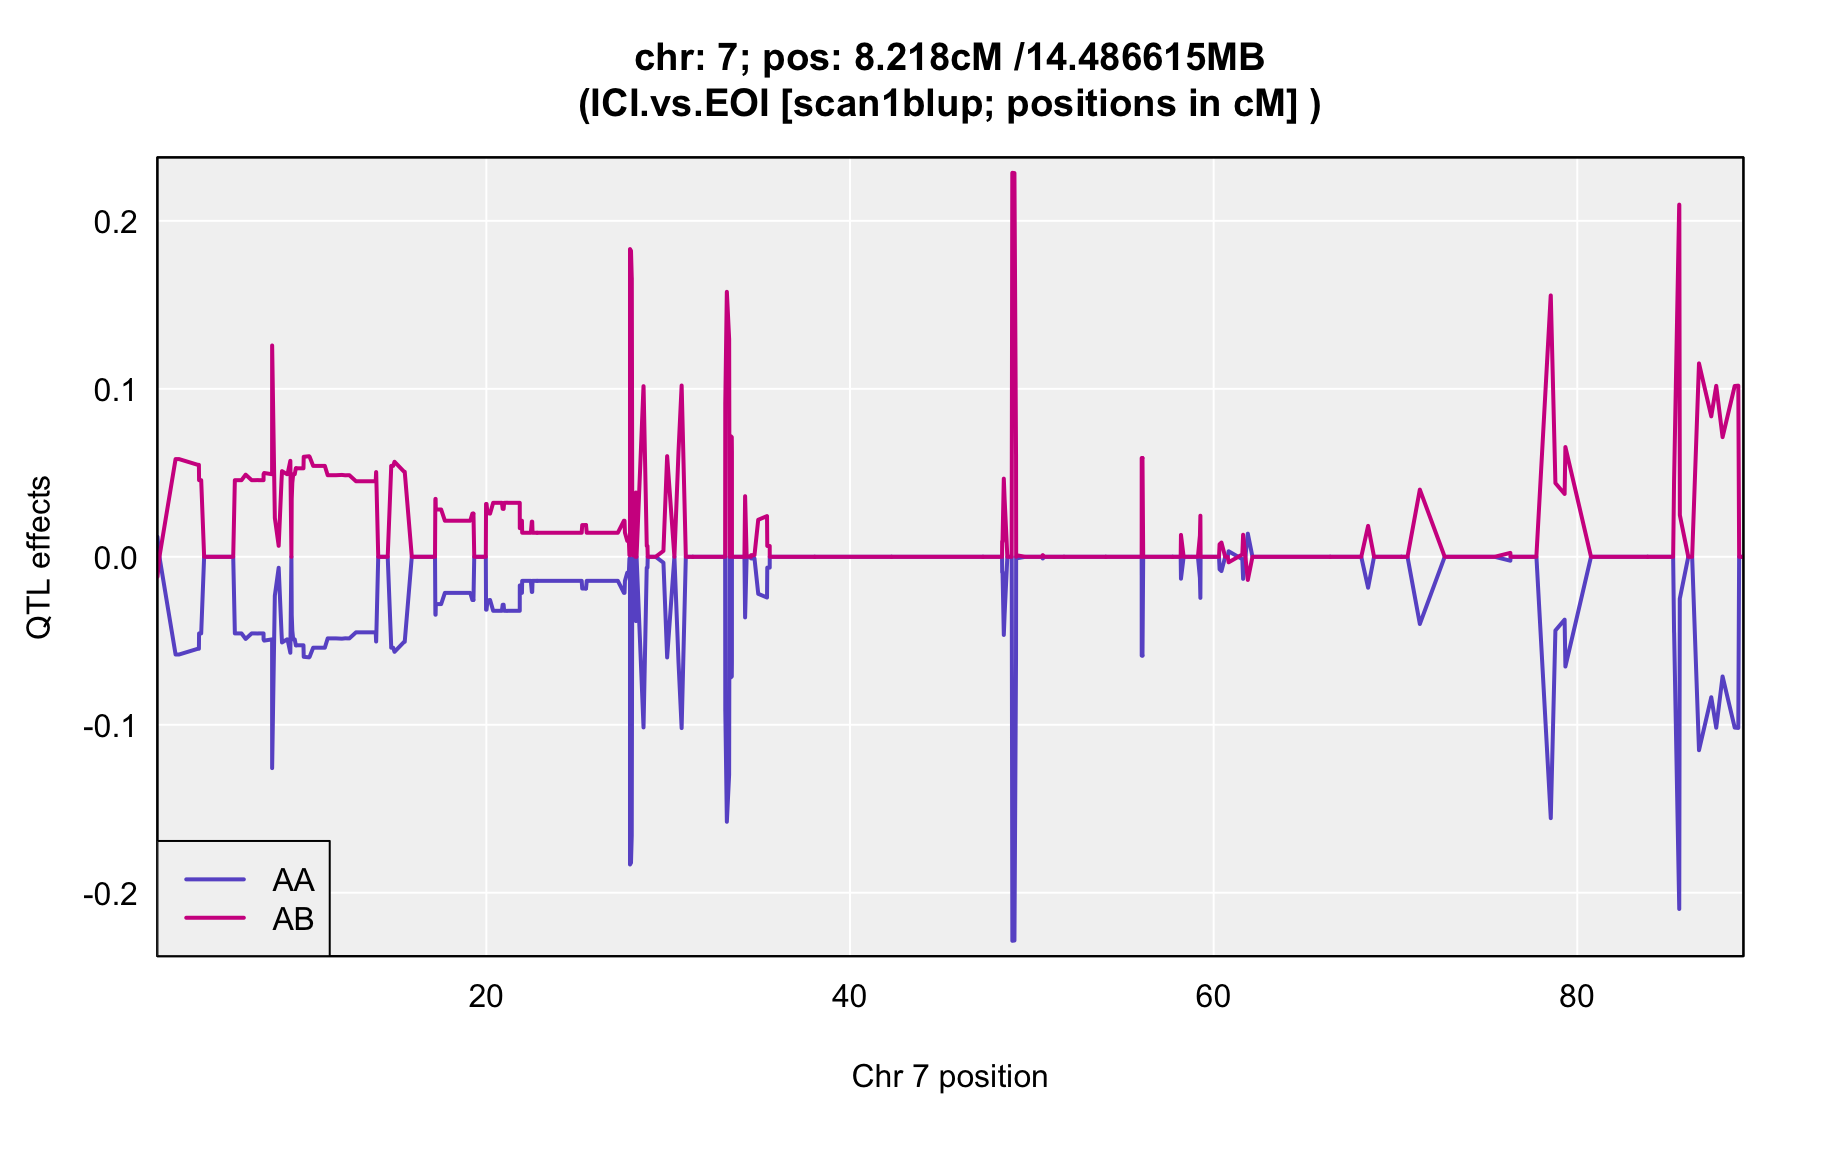 chr: 7; pos: 8.218cM /14.486615MB
(ICI.vs.EOI [scan1blup; positions in cM] )
QTL effects
0.2
0.1
0.0
-0.1
-0.2
AA
AB
20 40 60 80
Chr 7 position